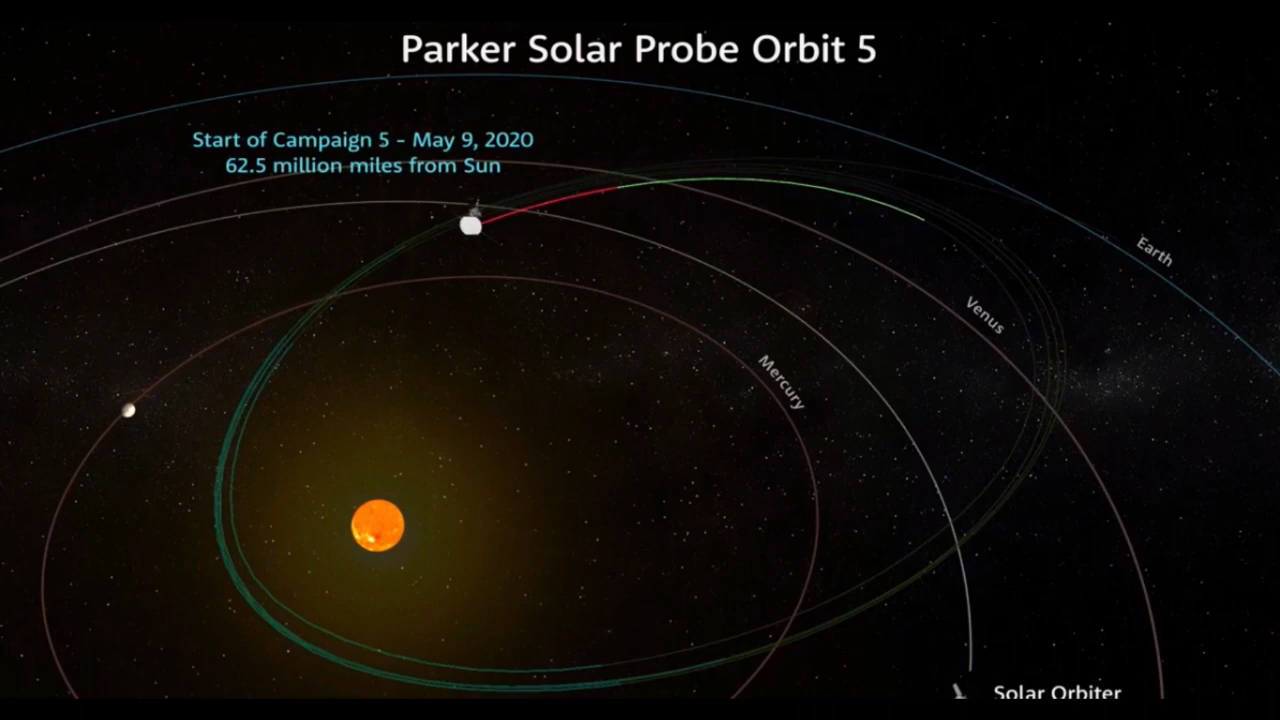 Parker Solar Probe Orbit 5
Start of Campaign 5 - May 9, 2020
62.5 million miles from Sun
Earth
Venus
Mercury
Solar Orbiter